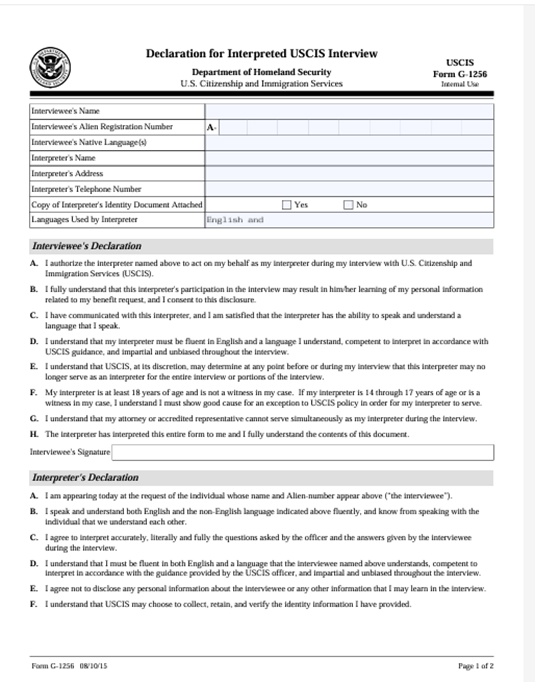 Declaration for Interpreted USCIS Interview
Department of Homeland Security
U.S. Citizenship and Immigration Services
USCIS
Form G-1256
Internal Use
Interviewee's Name
Interviewee's Alien Registration Number A-
Interviewee's Native Language(s)
Interpreter's Name
Interpreter's Address
Interpreter's Telephone Number
Copy of Interpreter's Identity Document Attached Yes No
Languages Used by Interpreter English and
Interviewee's Declaration
A. I authorize the interpreter named above to act on my behalf as my interpreter during my interview with U.S. Citizenship and
Immigration Services (USCIS).
B. I fully understand that this interpreter's participation in the interview may result in him/her learning of my personal information
related to my benefit request, and I consent to this disclosure.
C. I have communicated with this interpreter, and I am satisfied that the interpreter has the ability to speak and understand a
language that I speak.
D. I understand my interpreter must be fluent in English and a language I understand, competent to interpret in accordance with
USCIS guidance, and impartial and unbiased throughout the interview.
E. I understand that USCIS, at its discretion, may determine at any point before or during my interview that this interpreter may no
longer serve as an interpreter for the entire interview or portions of the interview.
F. My interpreter is at least 18 years of age and is not a witness in my case. If my interpreter is 14 through 17 years of age or is a
witness in my case, I understand I must show good cause for an exception to USCIS policy in order for my interpreter to serve.
G. I understand that my attorney or accredited representative cannot serve simultaneously as my interpreter during the interview.
H. The interpreter has interpreted this entire form to me and I fully understand the contents of this document.
Interviewee's Signature
Interpreter's Declaration
A. I am appearing today at the request of the individual whose name and Alien-number appear above ("the interviewee").
B. I speak and understand both English and the non-English language indicated above fluently, and know from speaking with the
individual that we understand each other.
C. I agree to interpret accurately, literally and fully the questions asked by the officer and the answers given by the interviewee
during the interview.
D. I understand that I must be fluent in both English and a language that the interviewee named above understands, competent to
interpret in accordance with the guidance provided by the USCIS officer, and impartial and unbiased throughout the interview.
E. I agree not to disclose any personal information about the interviewee or any other information that I may learn in the interview.
F. I understand that USCIS may choose to collect, retain, and verify the identity information I have provided.
Form G-1256 08/10/15
Page 1 of 2